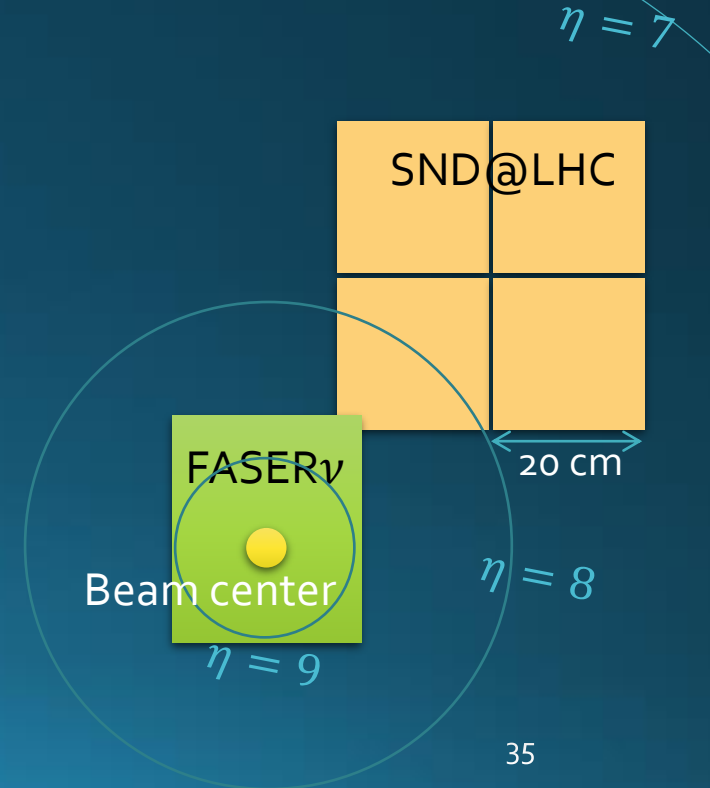 η = 7
SND@LHC
FASERν
20 cm
Beam center
η = 8
η = 9
35